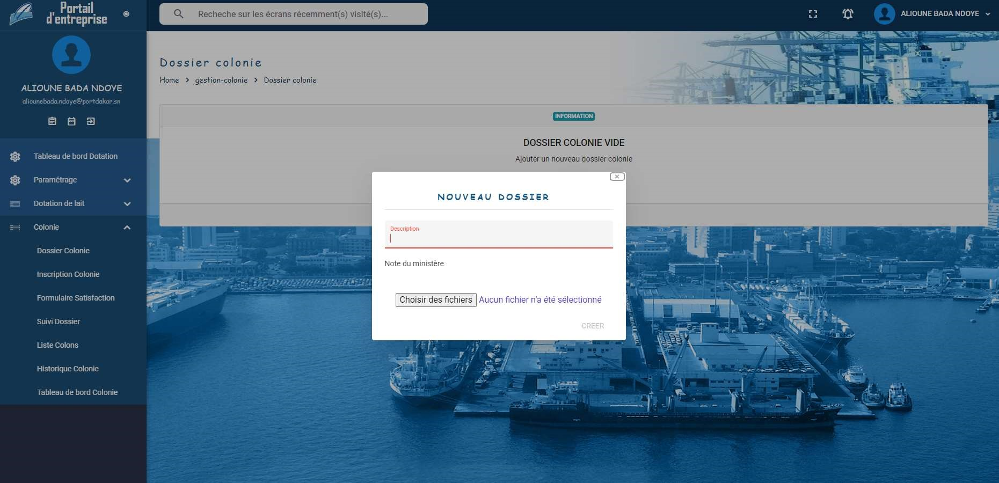 Portail
d'entreprise
Recheche sur les écrans récemment(s) visité(s)...
ALIOUNE BADA NDOYE
ALIOUNE BADA NDOYE
aliounebada.ndoye@portdakar.sn
Tableau de bord Dotation
Paramétrage
Dotation de lait
Colonie
Dossier Colonie
Inscription Colonie
Formulaire Satisfaction
Suivi Dossier
Liste Colons
Historique Colonie
Tableau de bord Colonie
Dossier colonie
Home > gestion-colonie > Dossier colonie
INFORMATION
DOSSIER COLONIE VIDE
Ajouter un nouveau dossier colonie
NOUVEAU DOSSIER
Description
Note du ministère
Choisir des fichiers Aucun fichier n’a été sélectionné
CREER